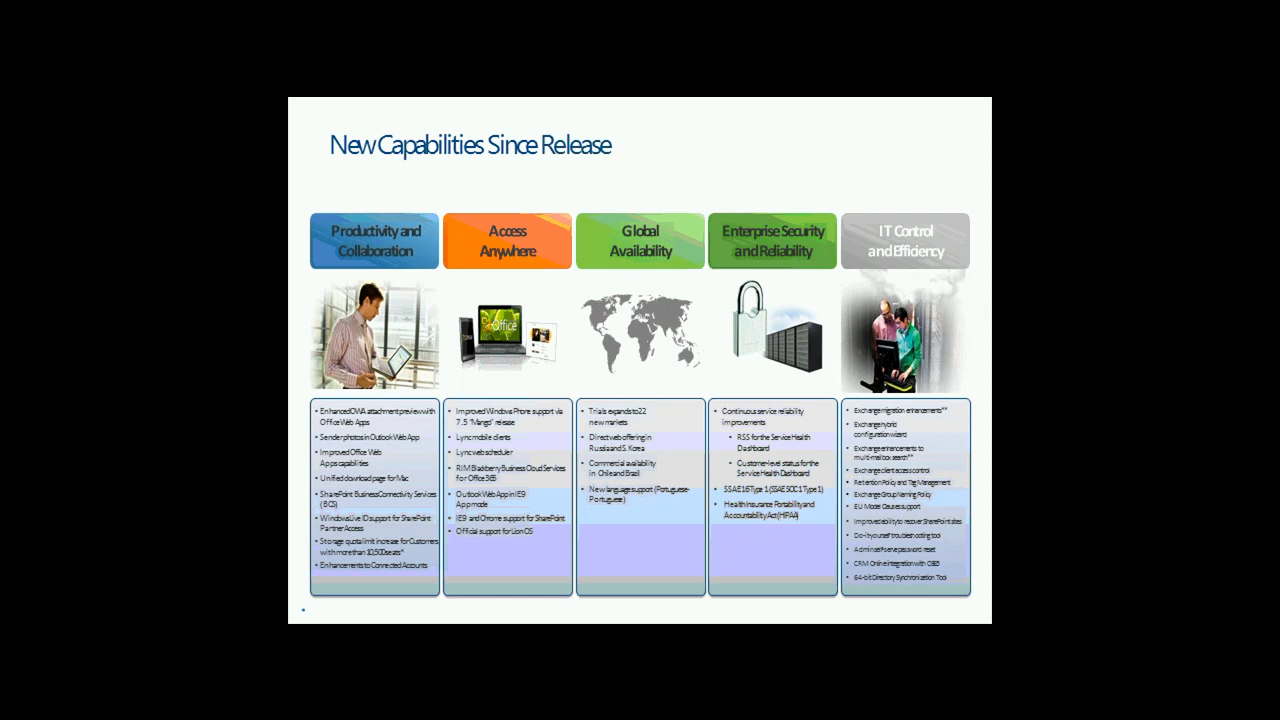 New Capabilities Since Release
Productivity and
Collaboration
Access
Anywhere
Global
Availability
Enterprise Security
and Reliability
IT Control
and Efficiency
Office
• Enhanced OWA attachment preview with
Office Web Apps
• Sender photos in Outlook Web App
• Improved Office Web
Apps capabilities
• Unified download page for Mac
• SharePoint Business Connectivity Services
(BCS)
• Windows Live ID support for SharePoint
Partner Access
• Storage quota limit increase for Customers
with more than 10,500 seats*
• Enhancements to Connected Accounts
• Improved Windows Phone support via
7.5 "Mango" release
• Lync mobile clients
• Lync web scheduler
• RIM Blackberry Business Cloud Services
for Office 365
• Outlook Web App in IE9
App mode
• IE9 and Chrome support for SharePoint
• Official support for Lion OS
• Trials expands to 22
new markets
• Direct web offering in
Russia and S. Korea
• Commercial availability
in Chile and Brazil
• New language support (Portuguese-
Portuguese)
• Continuous service reliability
improvements
• RSS for the Service Health
Dashboard
• Customer-level status for the
Service Health Dashboard
• SSAE 16 Type 1 (SSAE SOC 1 Type 1)
• Health Insurance Portability and
Accountability Act (HIPAA)
• Exchange migration enhancements**
• Exchange hybrid
configuration wizard
• Exchange enhancements to
multi-mailbox search**
• Exchange client access control
• Retention Policy and Tag Management
• Exchange Group Naming Policy
• EU Model Clauses support
• Improved ability to recover SharePoint sites
• Do-it-yourself troubleshooting tool
• Admin self-serve password reset
• CRM Online integration with O365
• 64-bit Directory Synchronization Tool